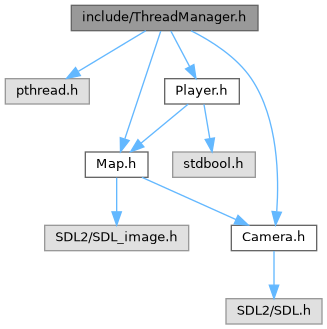 include/ThreadManager.h
pthread.h
Player.h
Map.h
stdbool.h
SDL2/SDL_image.h
Camera.h
SDL2/SDL.h